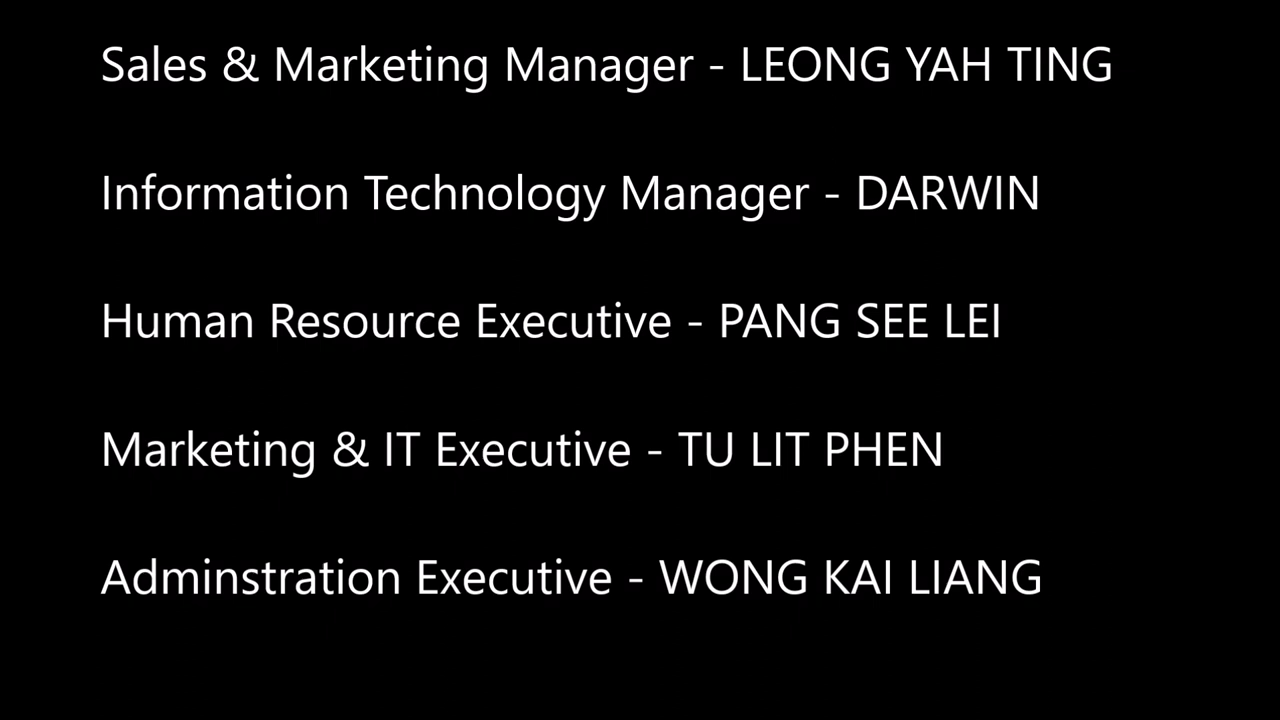 Sales & Marketing Manager - LEONG YAH TING
Information Technology Manager - DARWIN
Human Resource Executive - PANG SEE LEI
Marketing & IT Executive - TU LIT PHEN
Adminstration Executive - WONG KAI LIANG